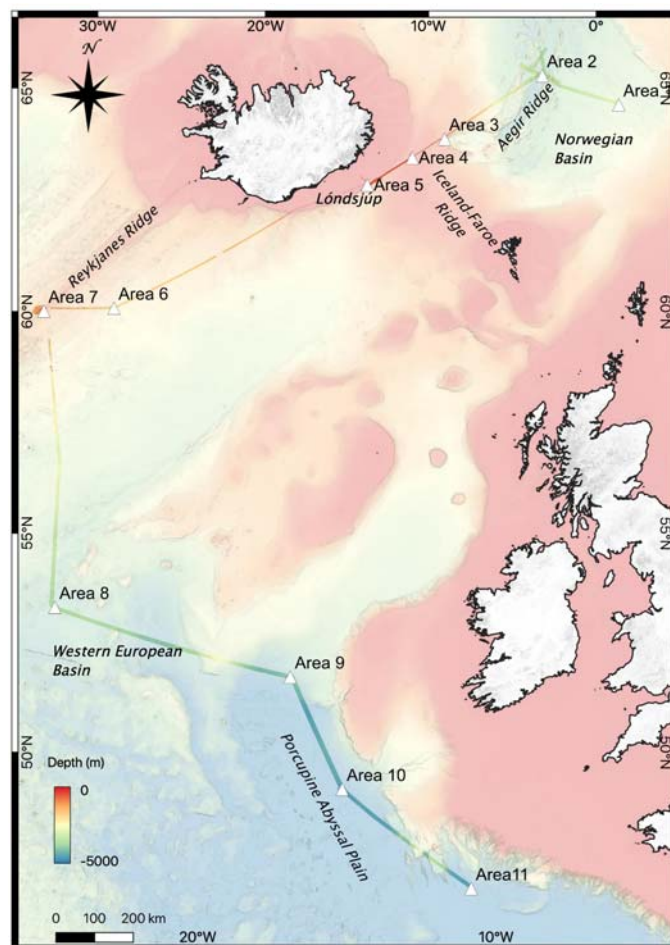 20°W
10°W
0°
N
65°N
Area 2
65°N
Area 1
Area 3
Aegir Ridge
Norwegian
Basin
Area 4
Area 5
Lóndsjúp
Iceland-Faroe
Ridge
Reykjanes Ridge
Area 7
Area 6
60°N
60°N
55°N
55°N
Area 8
Western European
Basin
Area 9
50°N
50°N
Depth (m)
0
-5000
Area 10
Porcupine Abyssal Plain
Area11
0 100 200 km
20°W
10°W